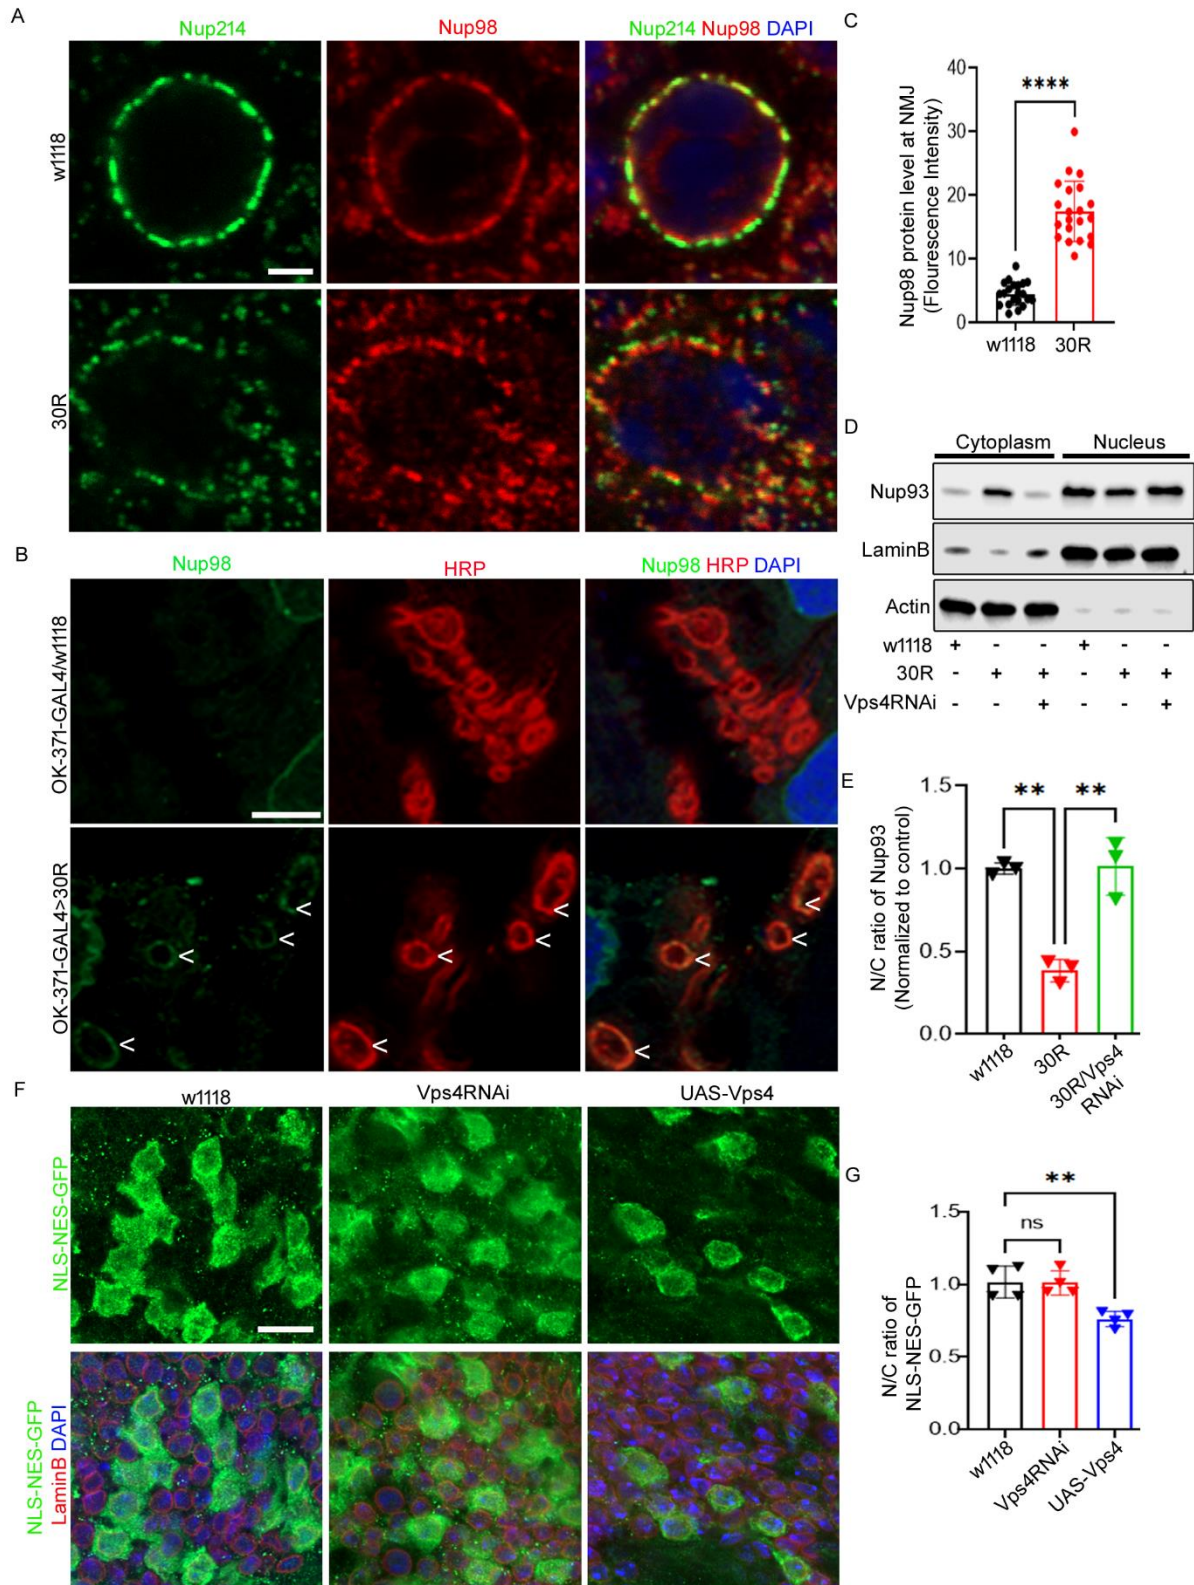 A
Nup214
Nup98
Nup214 Nup98 DAPI
w1118
30R
C
Nup98 protein level at NMJ
(Flourescence Intensity)
****
40
30
20
10
0
w1118
30R
B
Nup98
HRP
Nup98 HRP DAPI
OK-371-GAL4/w1118
OK-371-GAL4>30R
<
<
<
<
<
<
<
<
<
<
<
<
D
Cytoplasm
Nucleus
Nup93
LaminB
Actin
w1118 + - - + - -
30R - + + - + +
Vps4RNAi - - + - - +
E
N/C ratio of Nup93
(Normalized to control)
** **
1.5
1.0
0.5
0.0
w1118
30R
30R/Vps4
RNAi
F
w1118
Vps4RNAi
UAS-Vps4
NLS-NES-GFP
NLS-NES-GFP
LaminB DAPI
G
N/C ratio of
NLS-NES-GFP
**
ns
1.5
1.0
0.5
0.0
w1118
Vps4RNAi
UAS-Vps4